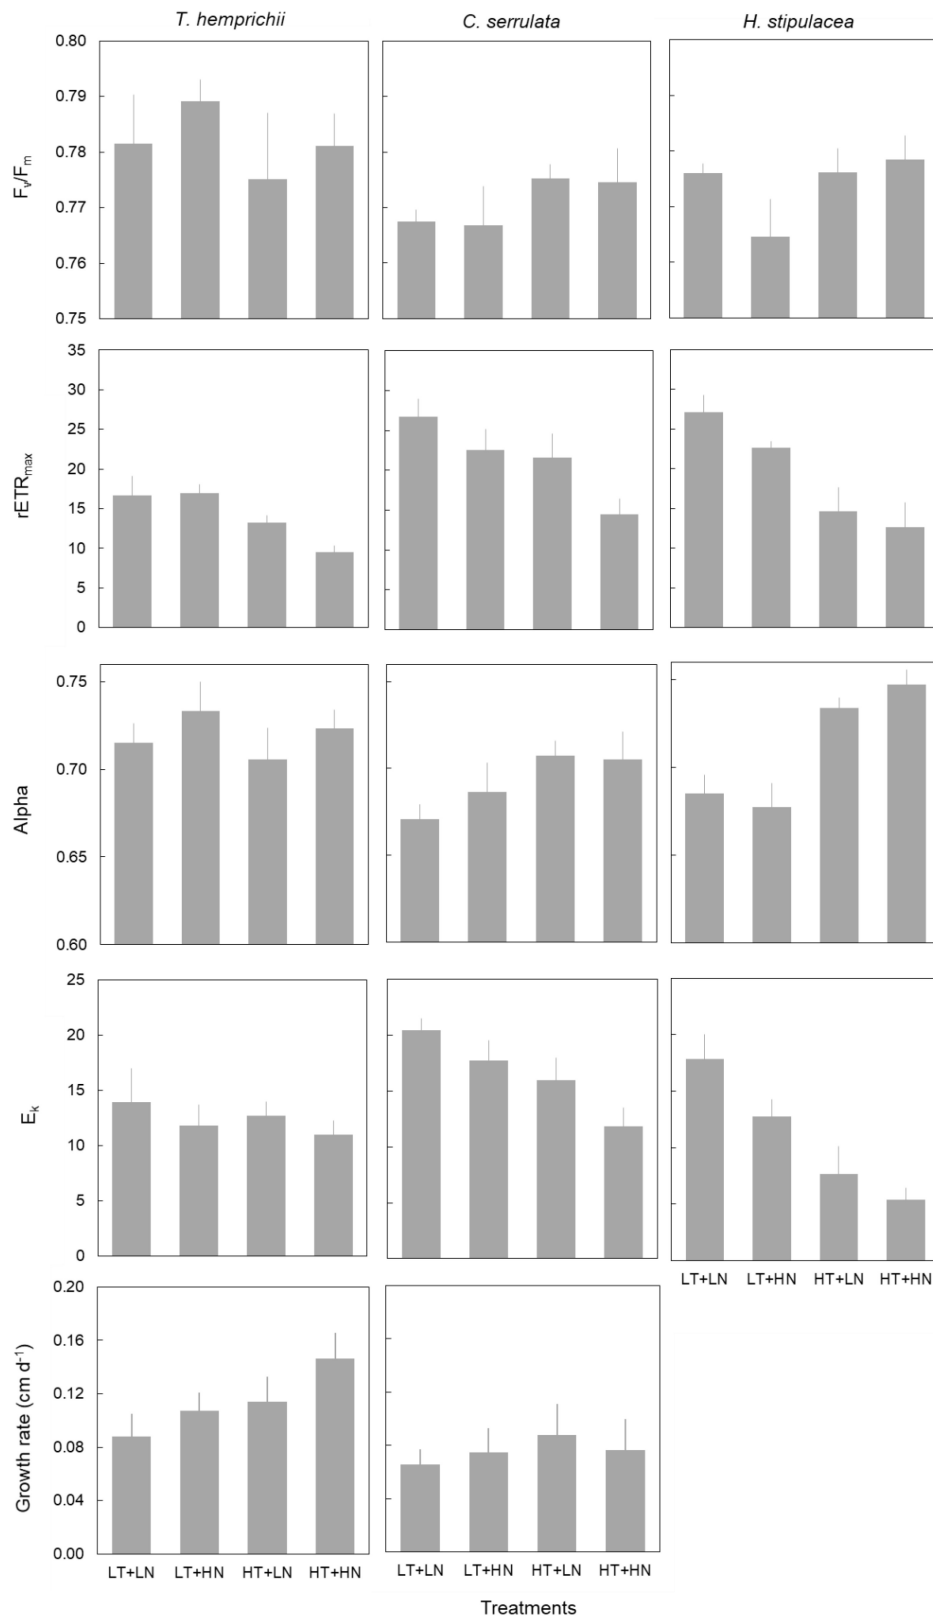 T. hemprichii
C. serrulata
H. stipulacea
0.80
0.79
0.78
0.77
0.76
0.75
Fv/Fm
35
30
25
20
15
10
5
0
rETRmax
0.75
0.70
0.65
0.60
Alpha
25
20
15
10
5
0
Ek
LT+LN LT+HN HT+LN HT+HN
0.20
0.16
0.12
0.08
0.04
0.00
Growth rate (cm d-1)
LT+LN LT+HN HT+LN HT+HN
LT+LN LT+HN HT+LN HT+HN
Treatments